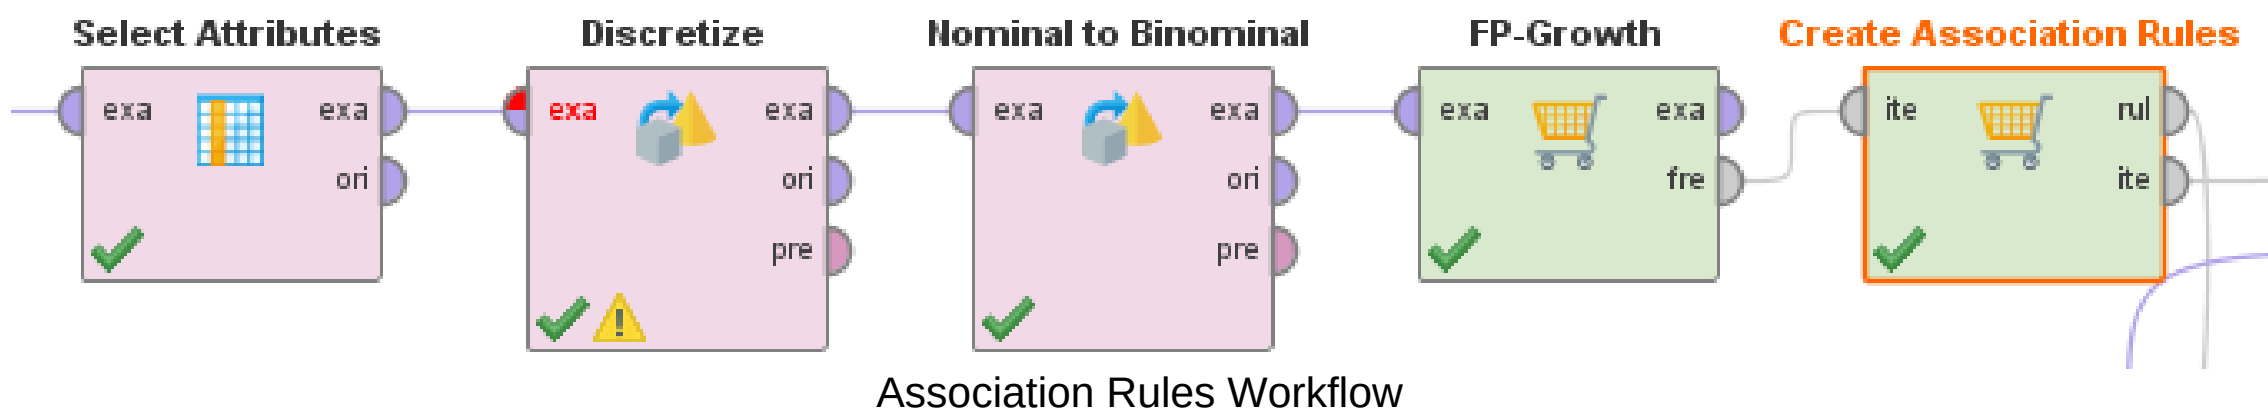 Select Attributes
Discretize
Nominal to Binominal
FP-Growth
Create Association Rules
exa exa
ori
exa exa
ori
pre
exa exa
ori
pre
exa exa
fre
ite rul
ite
Association Rules Workflow